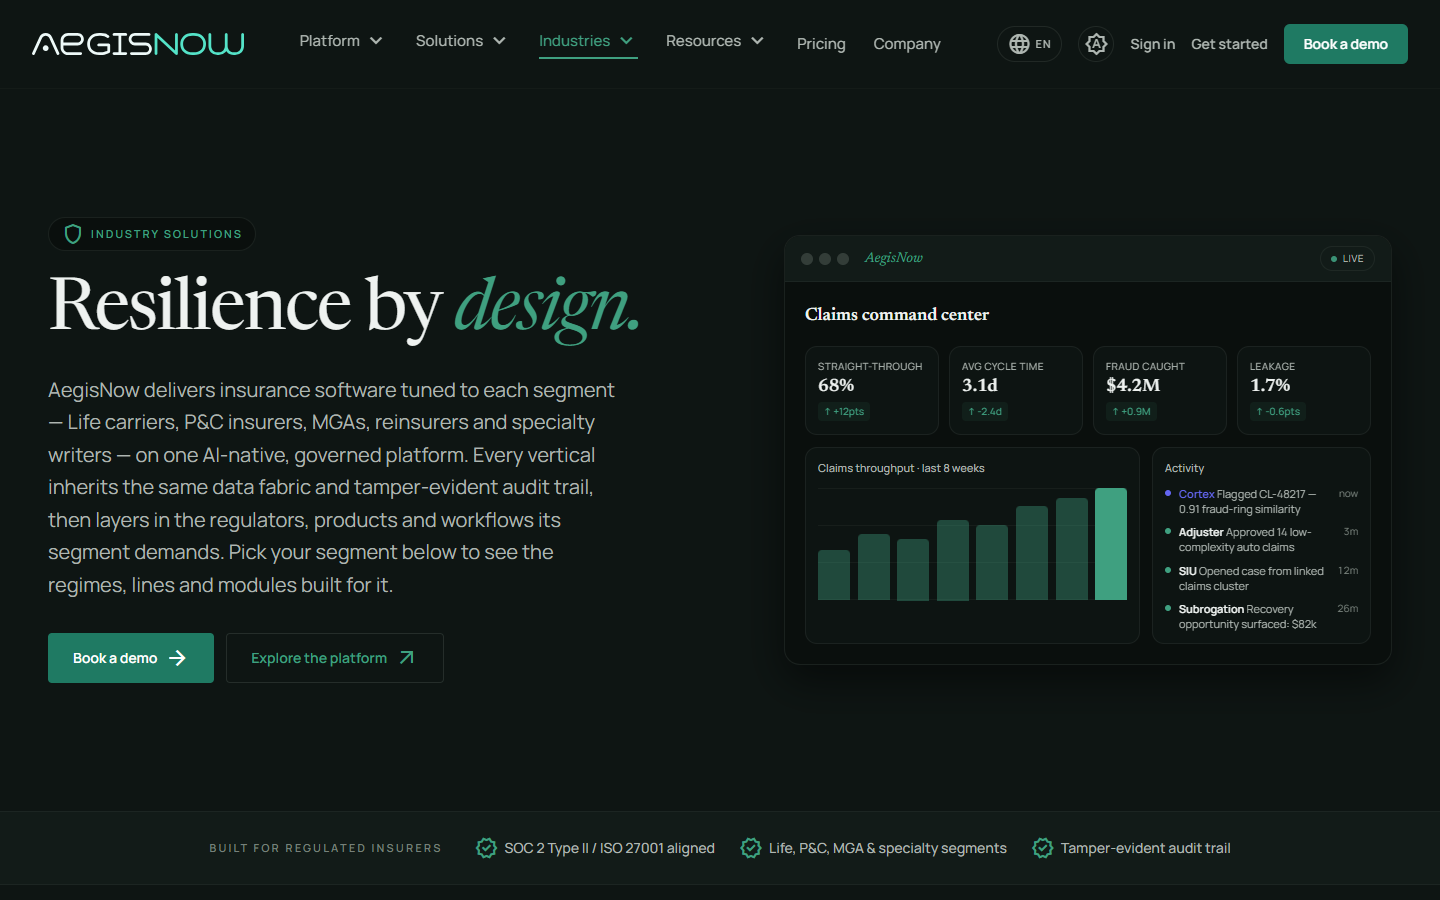 AEGISNOW
Platform
Solutions
Industries
Resources
Pricing
Company
EN
A
Sign in
Get started
Book a demo
INDUSTRY SOLUTIONS
Resilience by design.
AegisNow delivers insurance software tuned to each segment
— Life carriers, P&C insurers, MGAs, reinsurers and specialty
writers — on one AI-native, governed platform. Every vertical
inherits the same data fabric and tamper-evident audit trail,
then layers in the regulators, products and workflows its
segment demands. Pick your segment below to see the
regimes, lines and modules built for it.
Book a demo
Explore the platform
AegisNow
LIVE
Claims command center
STRAIGHT-THROUGH
68%
↑ +12pts
AVG CYCLE TIME
3.1d
↑ -2.4d
FRAUD CAUGHT
$4.2M
↑ +0.9M
LEAKAGE
1.7%
↑ -0.6pts
Claims throughput · last 8 weeks
Activity
Cortex Flagged CL-48217 — now
0.91 fraud-ring similarity
Adjuster Approved 14 low- 3m
complexity auto claims
SIU Opened case from linked 12m
claims cluster
Subrogation Recovery 26m
opportunity surfaced: $82k
BUILT FOR REGULATED INSURERS
SOC 2 Type II / ISO 27001 aligned
Life, P&C, MGA & specialty segments
Tamper-evident audit trail